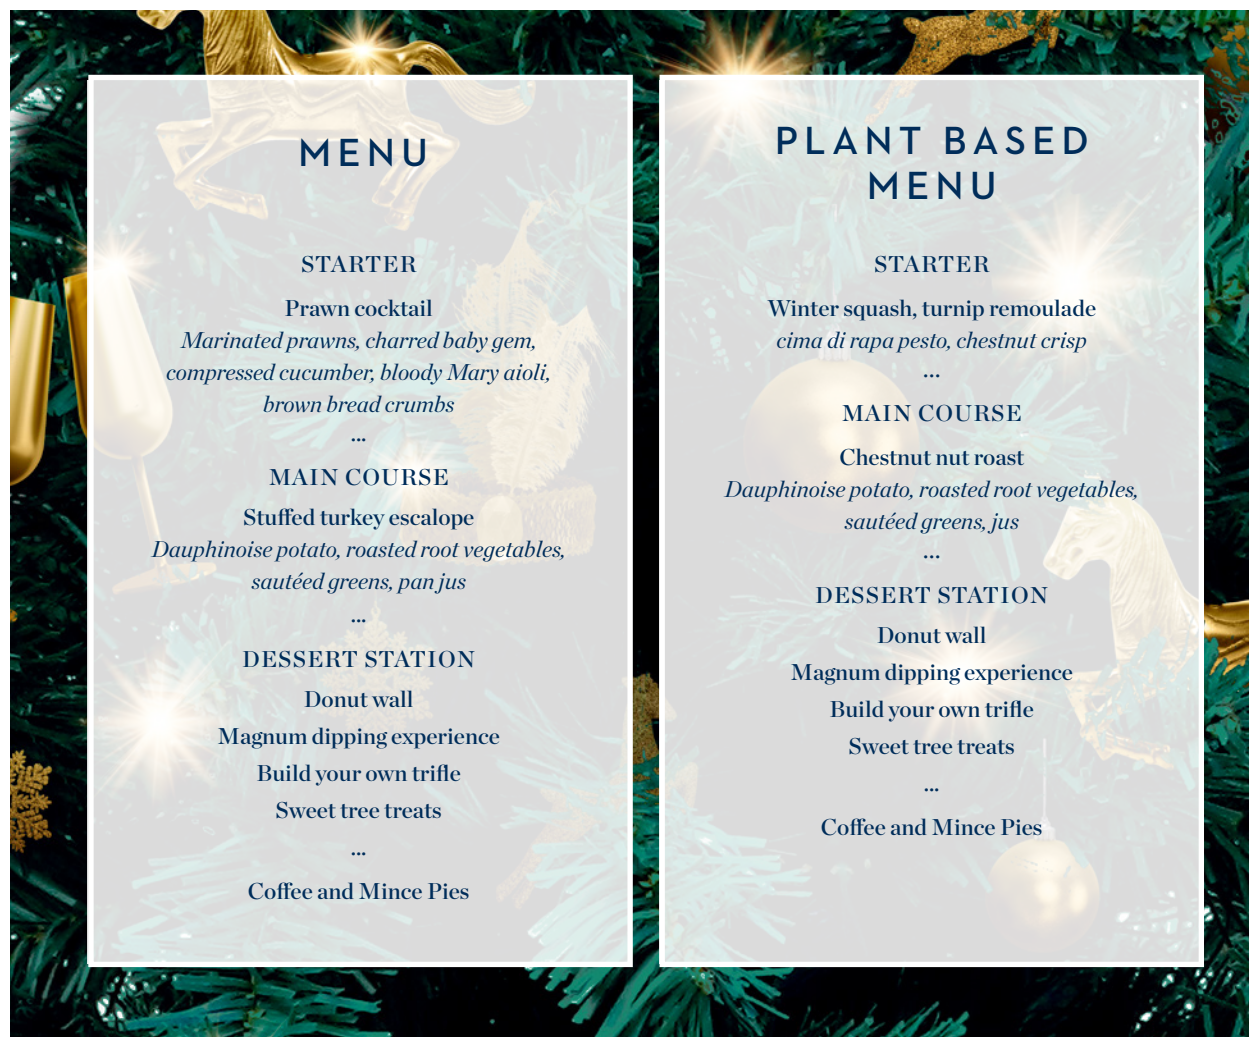 MENU
STARTER
Prawn cocktail
Marinated prawns, charred baby gem,
compressed cucumber, bloody Mary aioli,
brown bread crumbs
...
MAIN COURSE
Stuffed turkey escalope
Dauphinoise potato, roasted root vegetables,
sautéed greens, pan jus
...
DESSERT STATION
Donut wall
Magnum dipping experience
Build your own trifle
Sweet tree treats
...
Coffee and Mince Pies
PLANT BASED
MENU
STARTER
Winter squash, turnip remoulade
cima di rapa pesto, chestnut crisp
...
MAIN COURSE
Chestnut nut roast
Dauphinoise potato, roasted root vegetables,
sautéed greens, jus
...
DESSERT STATION
Donut wall
Magnum dipping experience
Build your own trifle
Sweet tree treats
...
Coffee and Mince Pies